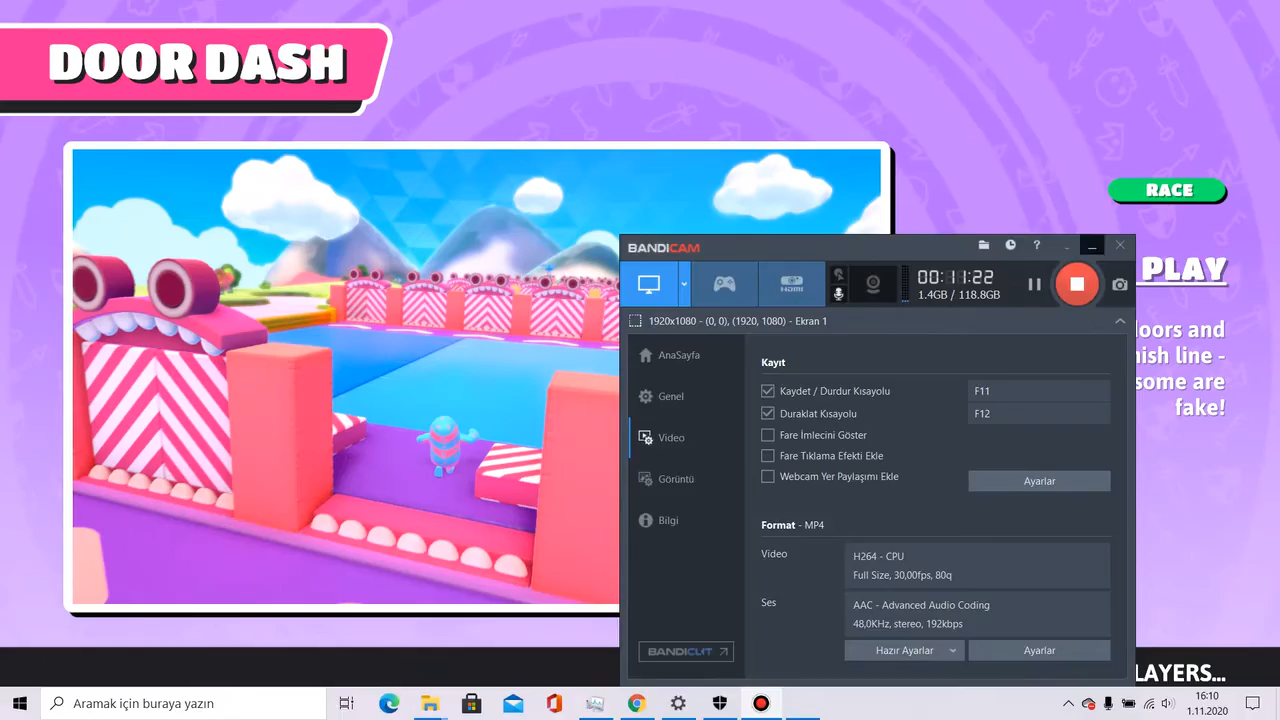 DOOR DASH
RACE
PLAY
doors and
nish line -
some are
fake!
BANDICAM
?
HDMI
00:11:22
1.4GB / 118.8GB
1920x1080 - (0, 0), (1920, 1080) - Ekran 1
AnaSayfa
Genel
Video
Görüntü
Bilgi
BANDICUT
Kayıt
Kaydet / Durdur Kısayolu
F11
Duraklat Kısayolu
F12
Fare İmlecini Göster
Fare Tıklama Efekti Ekle
Webcam Yer Paylaşımı Ekle
Ayarlar
Format - MP4
Video
H264 - CPU
Full Size, 30,00fps, 80q
Ses
AAC - Advanced Audio Coding
48,0KHz, stereo, 192kbps
Hazır Ayarlar
Ayarlar
LAYERS...
Aramak için buraya yazın
16:10
1.11.2020